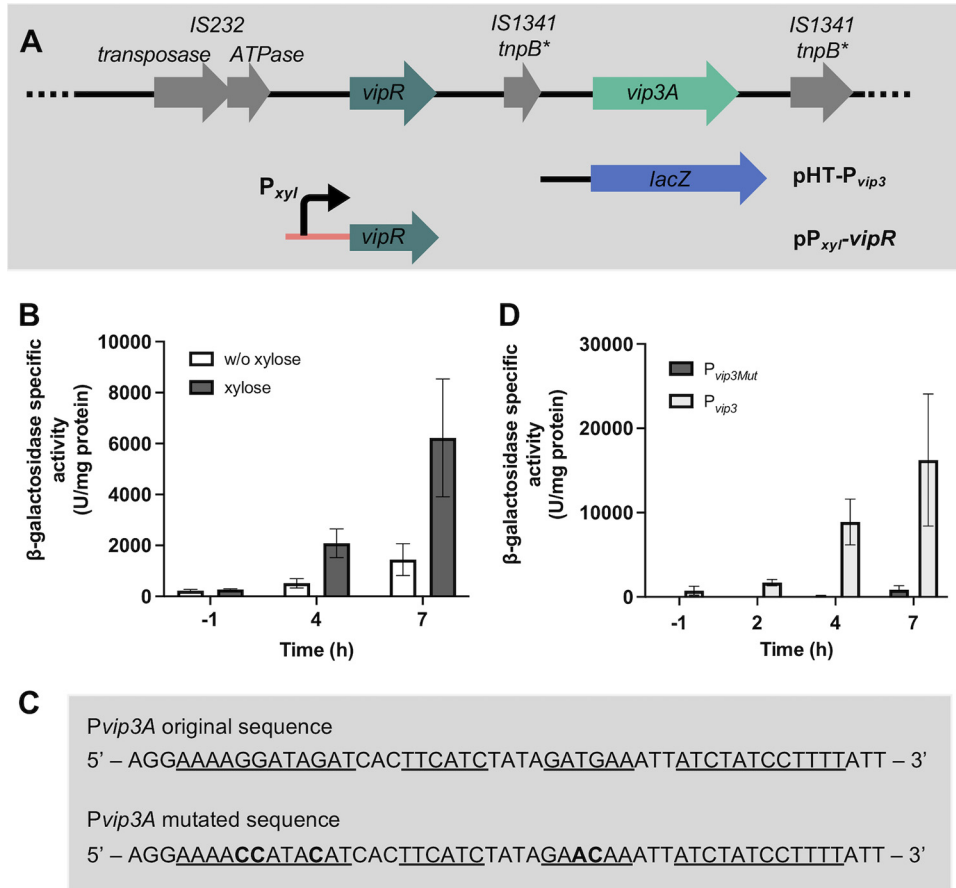 A
IS232
transposase ATPase
IS1341
tnpB*
IS1341
tnpB*
vipR
vip3A
lacZ
pHT-Pvip3
Pxyl
vipR
pPxyl-vipR
B
β-galactosidase specific
activity
(U/mg protein)
10000
8000
6000
4000
2000
0
w/o xylose
xylose
-1 4 7
Time (h)
D
β-galactosidase specific
activity
(U/mg protein)
30000
20000
10000
0
Pvip3Mut
Pvip3
-1 2 4 7
Time (h)
C
Pvip3A original sequence
5' – AGGAAAAGGATAGATCACTTCATCTATAGATGAAATTATCTATCCTTTTATT – 3'
Pvip3A mutated sequence
5' – AGGAAAACCATACATCACTTCATCTATAGAACAAATTATCTATCCTTTTATT – 3'